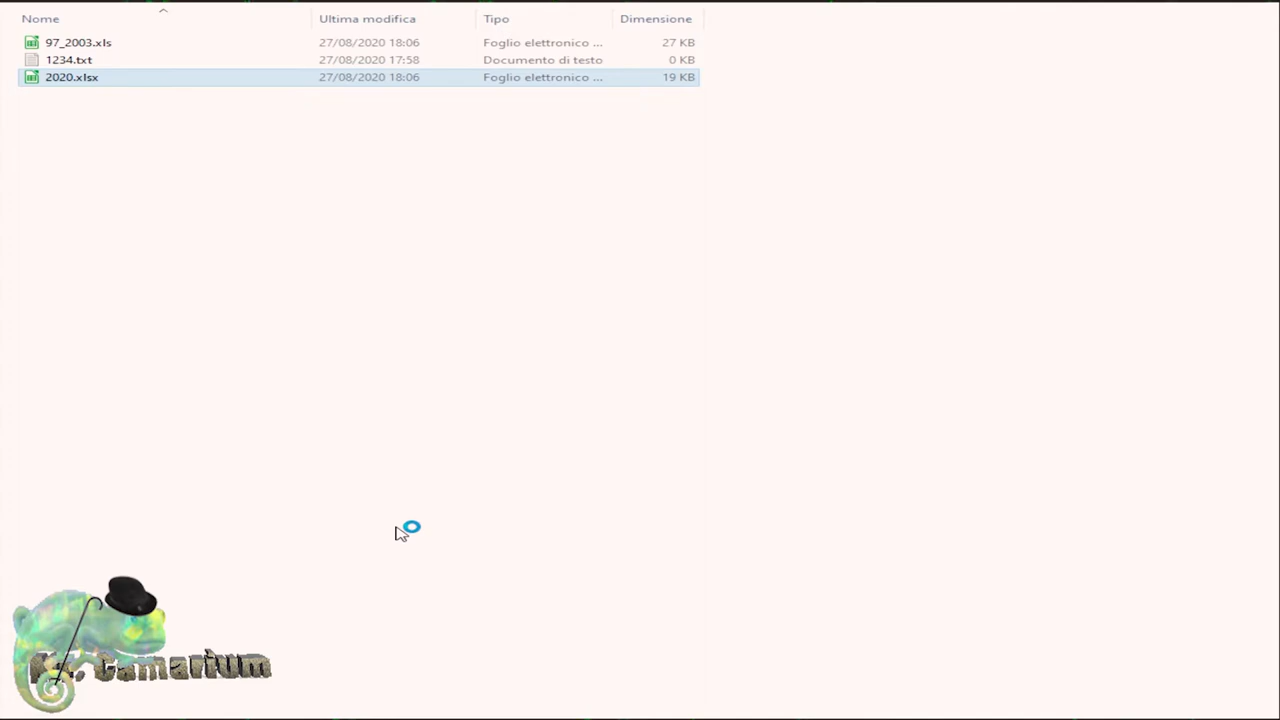 Nome Ultima modifica Tipo Dimensione
97_2003.xls 27/08/2020 18:06 Foglio elettronico ... 27 KB
1234.txt 27/08/2020 17:58 Documento di testo 0 KB
2020.xlsx 27/08/2020 18:06 Foglio elettronico ... 19 KB
Camarium